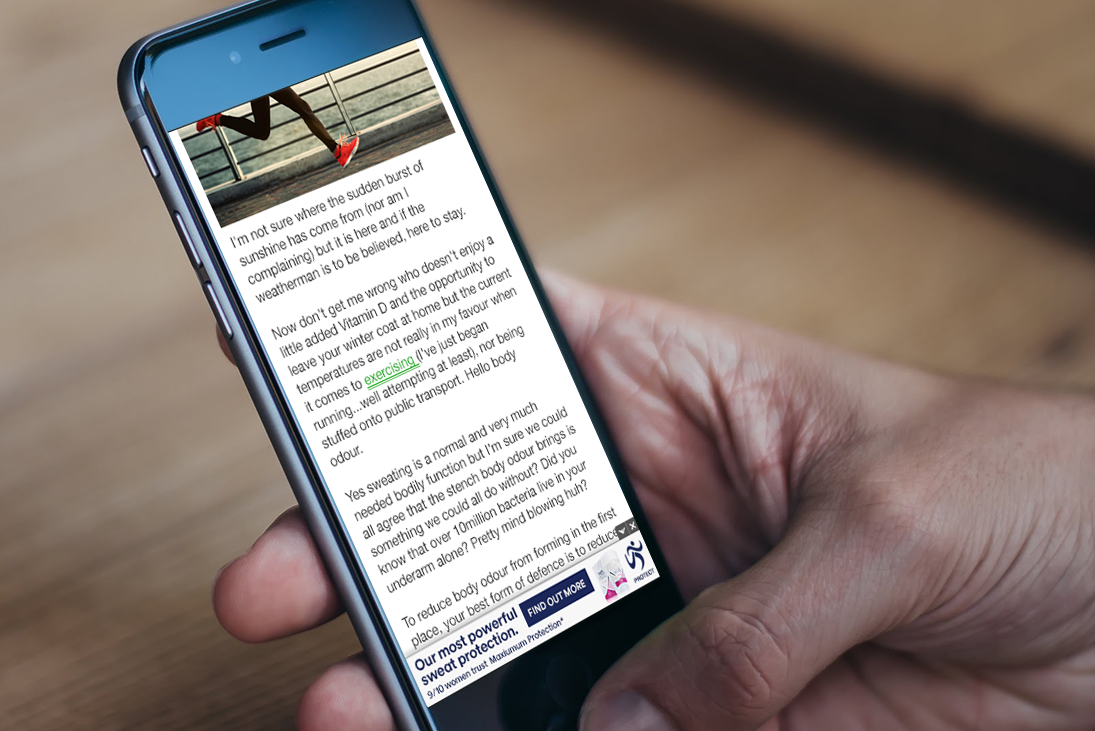 I'm not sure where the sudden burst of
sunshine has come from (nor am I
complaining) but it is here and if the
weatherman is to be believed, here to stay.
Now don't get me wrong who doesn't enjoy a
little added Vitamin D and the opportunity to
leave your winter coat at home but the current
temperatures are not really in my favour when
it comes to exercising (I've just began
running...well attempting at least), nor being
stuffed onto public transport. Hello body
odour.
Yes sweating is a normal and very much
needed bodily function but I'm sure we could
all agree that the stench body odour brings is
something we could all do without? Did you
know that over 10million bacteria live in your
underarm alone? Pretty mind blowing huh?
To reduce body odour from forming in the first
place, your best form of defence is to reduce
Our most powerful
sweat protection.
9/10 women trust Maxiumum Protection*
FIND OUT MORE
PROTECT